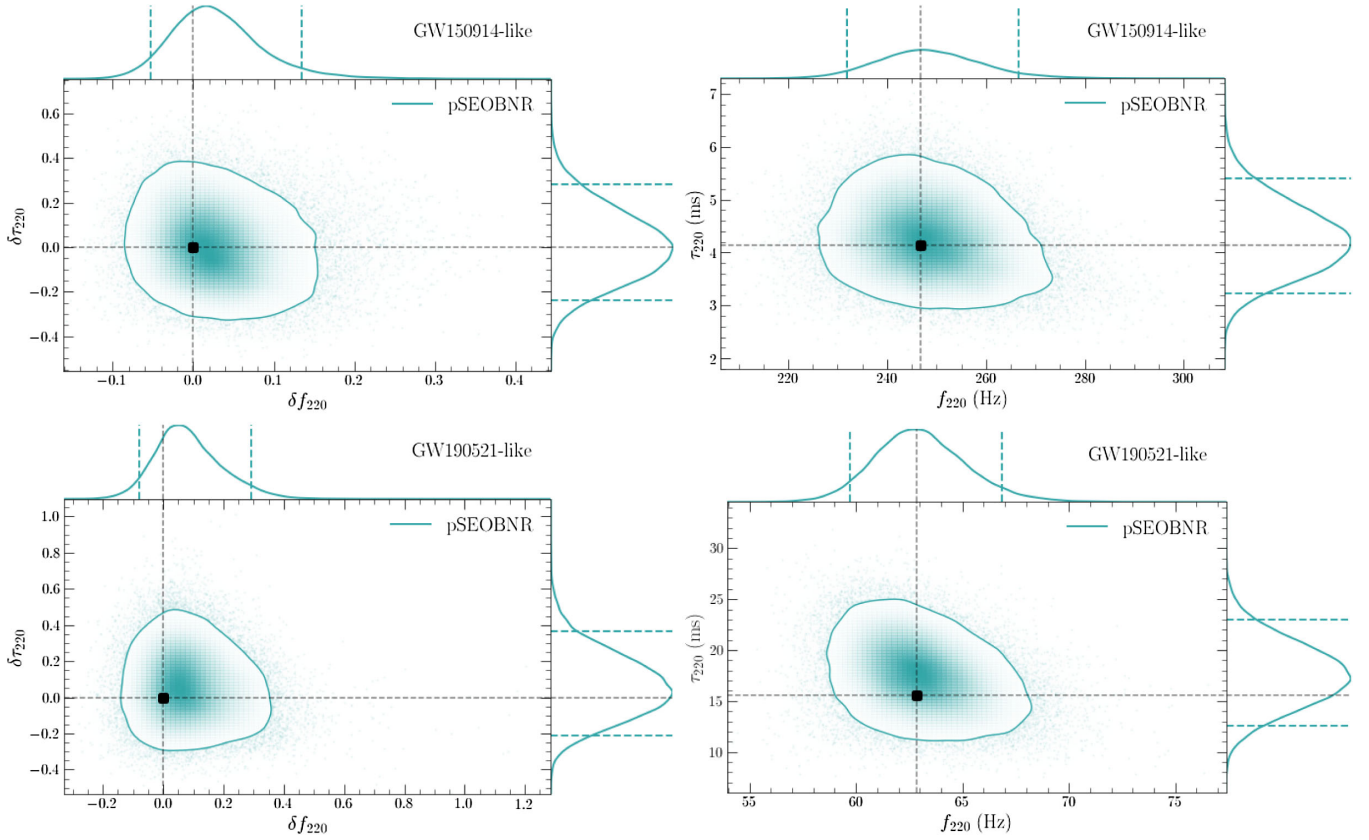 GW150914-like
pSEOBNR
δτ₂₂₀
0.6
0.4
0.2
0.0
−0.2
−0.4
−0.1 0.0 0.1 0.2 0.3 0.4
δf₂₂₀
GW150914-like
pSEOBNR
τ₂₂₀ (ms)
7
6
5
4
3
2
220 240 260 280 300
f₂₂₀ (Hz)
GW190521-like
pSEOBNR
δτ₂₂₀
1.0
0.8
0.6
0.4
0.2
0.0
−0.2
−0.4
−0.2 0.0 0.2 0.4 0.6 0.8 1.0 1.2
δf₂₂₀
GW190521-like
pSEOBNR
τ₂₂₀ (ms)
30
25
20
15
10
55 60 65 70 75
f₂₂₀ (Hz)